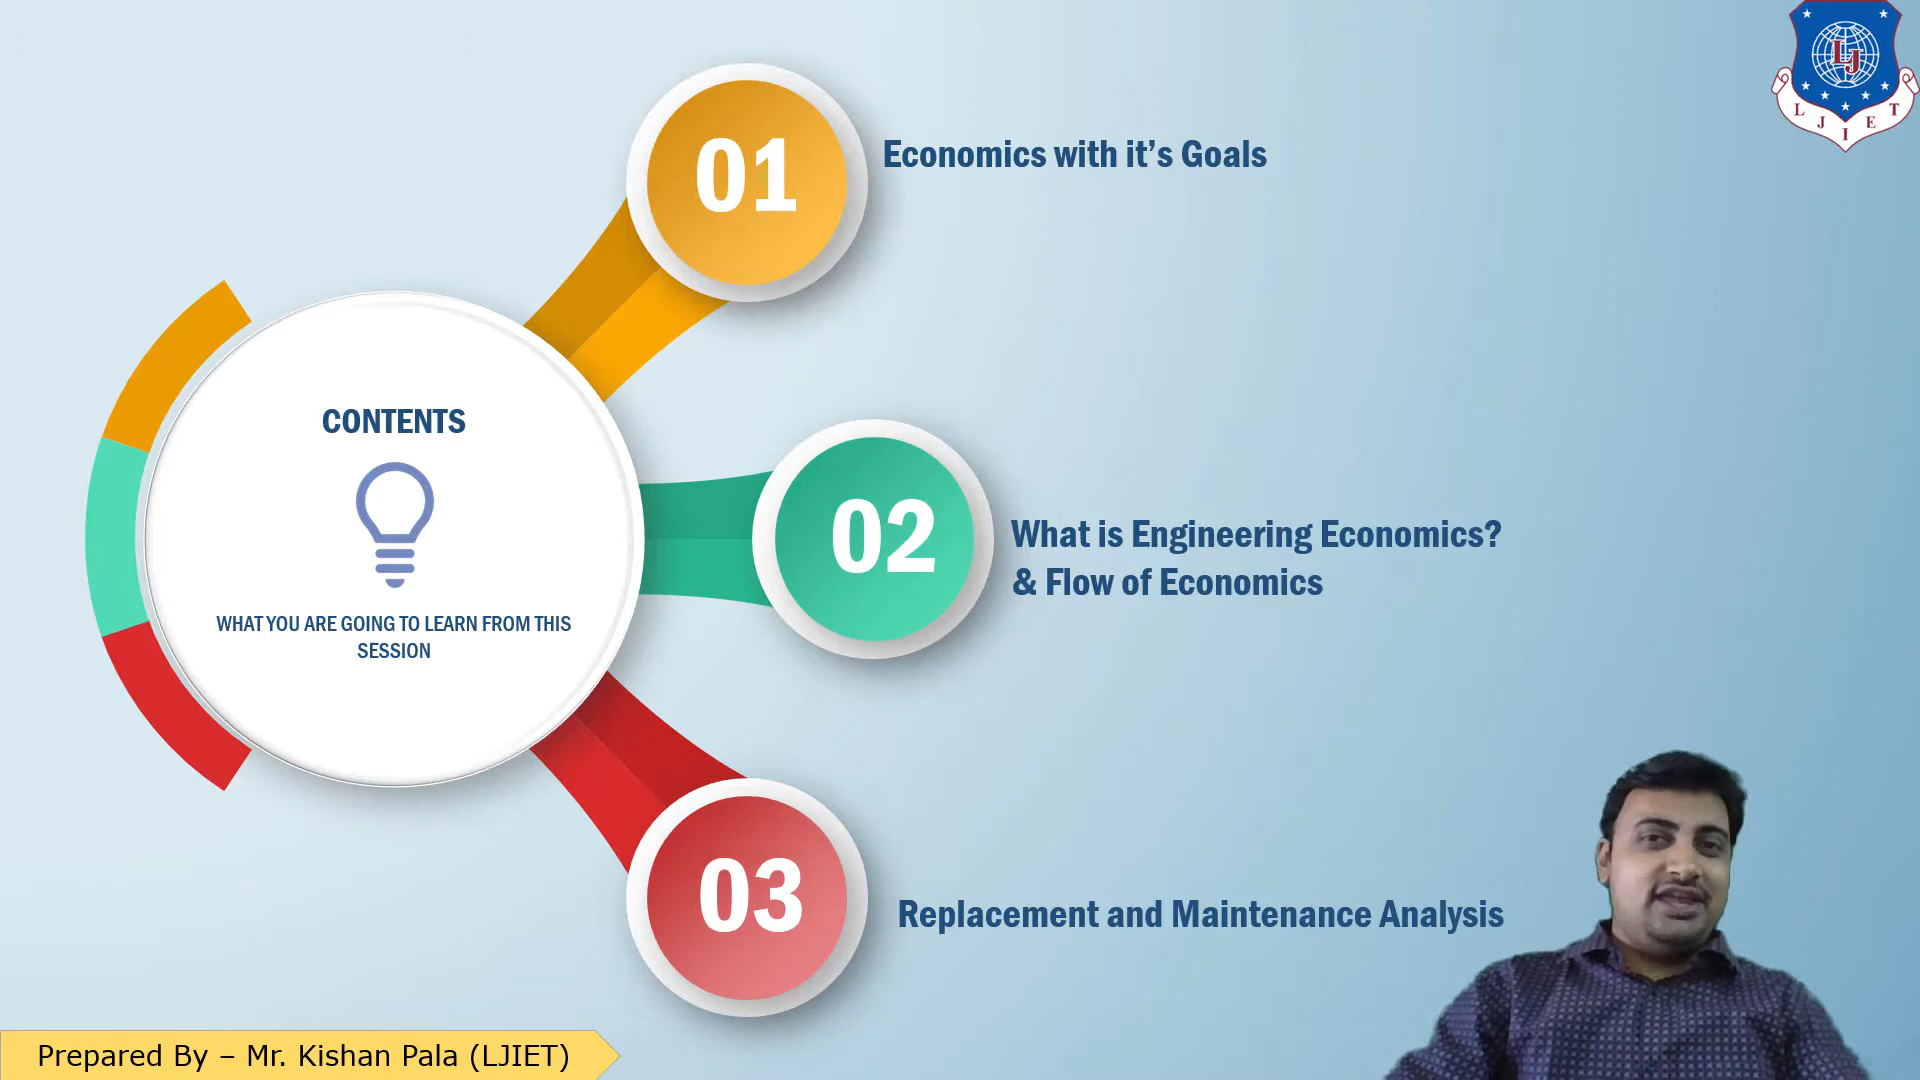 01
Economics with it’s Goals
CONTENTS
WHAT YOU ARE GOING TO LEARN FROM THIS
SESSION
02
What is Engineering Economics?
& Flow of Economics
03
Replacement and Maintenance Analysis
Prepared By – Mr. Kishan Pala (LJIET)
LJ
L J I E T